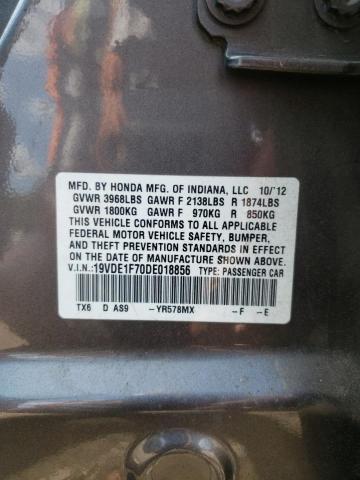 MFD. BY HONDA MFG. OF INDIANA, LLC 10/12
GVWR 3968LBS GAWR F 2138LBS R 1874LBS
GVWR 1800KG GAWR F 970KG R 850KG
THIS VEHICLE CONFORMS TO ALL APPLICABLE
FEDERAL MOTOR VEHICLE SAFETY, BUMPER,
AND THEFT PREVENTION STANDARDS IN EFFECT
ON THE DATE OF MANUFACTURE SHOWN ABOVE.
V.I.N.:19VDE1F70DE018856 TYPE:PASSENGER CAR
TX6 D AS9 -YR578MX -F -E